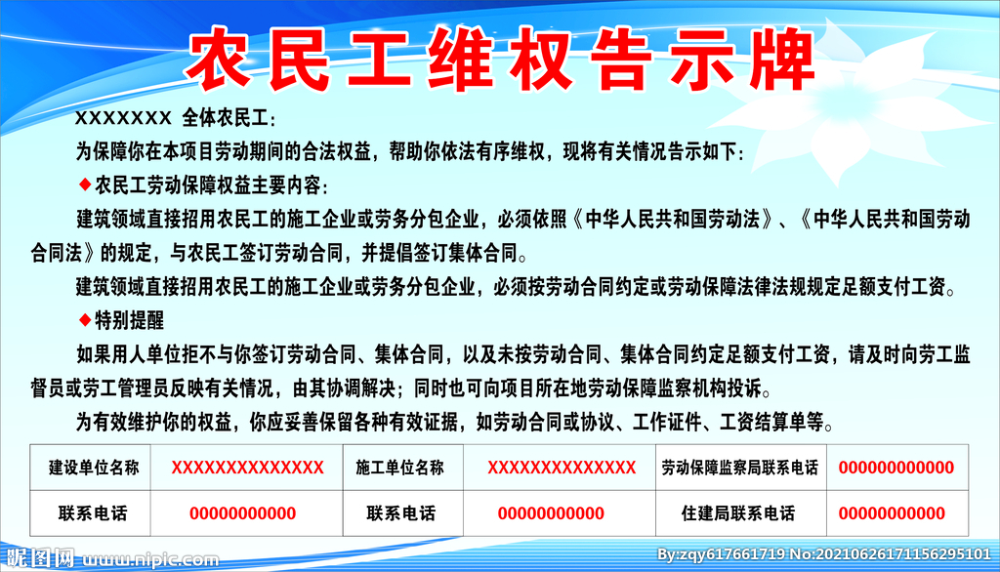 农民工维权告示牌
XXXXXXX 全体农民工：
为保障你在本项目劳动期间的合法权益，帮助你依法有序维权，现将有关情况告示如下：
◆农民工劳动保障权益主要内容：
建筑领域直接招用农民工的施工企业或劳务分包企业，必须依照《中华人民共和国劳动法》、《中华人民共和国劳动
合同法》的规定，与农民工签订劳动合同，并提倡签订集体合同。
建筑领域直接招用农民工的施工企业或劳务分包企业，必须按劳动合同约定或劳动保障法律法规规定足额支付工资。
◆特别提醒
如果用人单位拒不与你签订劳动合同、集体合同，以及未按劳动合同、集体合同约定足额支付工资，请及时向劳工监
督员或劳工管理员反映有关情况，由其协调解决；同时也可向项目所在地劳动保障监察机构投诉。
为有效维护你的权益，你应妥善保留各种有效证据，如劳动合同或协议、工作证件、工资结算单等。
建设单位名称 XXXXXXXXXXXXXX 施工单位名称 XXXXXXXXXXXXXX 劳动保障监察局联系电话 000000000000
联系电话 00000000000 联系电话 00000000000 住建局联系电话 00000000000
昵图网 www.nipic.com By:zqy617661719 No:20210626171156295101